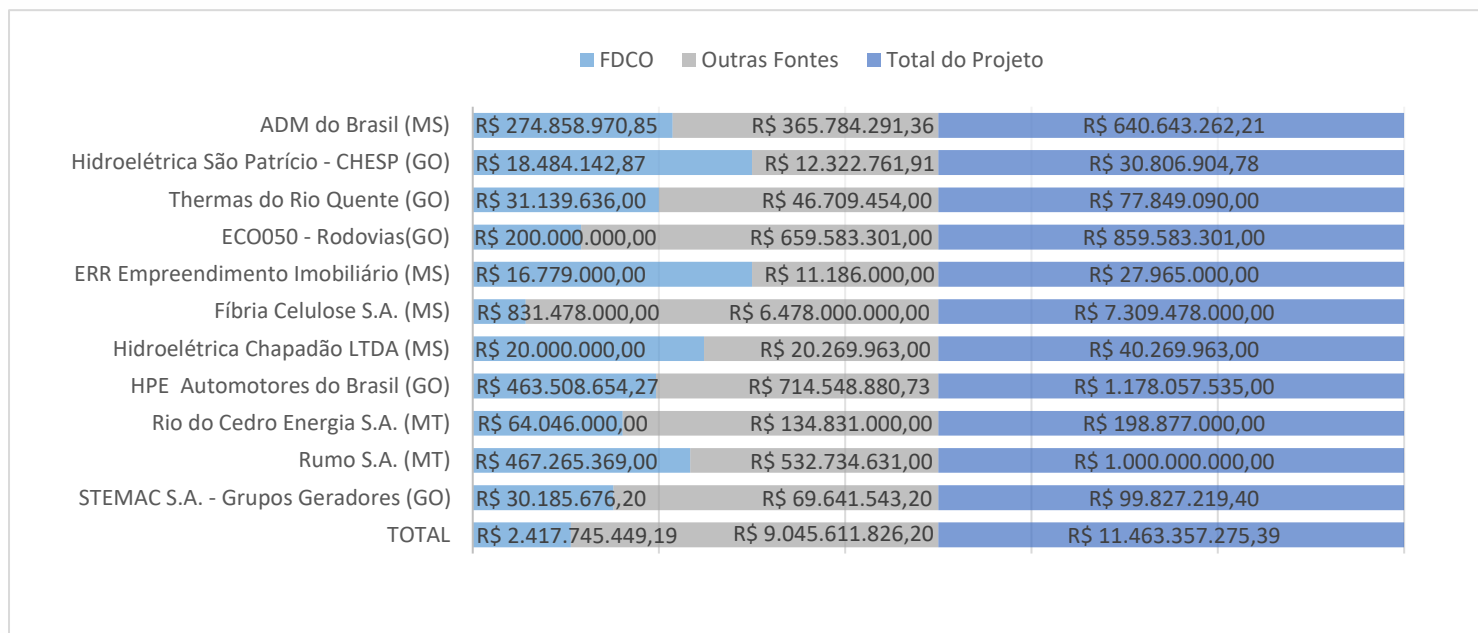 FDCO Outras Fontes Total do Projeto
ADM do Brasil (MS) R$ 274.858.970,85 R$ 365.784.291,36 R$ 640.643.262,21
Hidroelétrica São Patrício - CHESP (GO) R$ 18.484.142,87 R$ 12.322.761,91 R$ 30.806.904,78
Thermas do Rio Quente (GO) R$ 31.139.636,00 R$ 46.709.454,00 R$ 77.849.090,00
ECO050 - Rodovias(GO) R$ 200.000.000,00 R$ 659.583.301,00 R$ 859.583.301,00
ERR Empreendimento Imobiliário (MS) R$ 16.779.000,00 R$ 11.186.000,00 R$ 27.965.000,00
Fíbria Celulose S.A. (MS) R$ 831.478.000,00 R$ 6.478.000.000,00 R$ 7.309.478.000,00
Hidroelétrica Chapadão LTDA (MS) R$ 20.000.000,00 R$ 20.269.963,00 R$ 40.269.963,00
HPE Automotores do Brasil (GO) R$ 463.508.654,27 R$ 714.548.880,73 R$ 1.178.057.535,00
Rio do Cedro Energia S.A. (MT) R$ 64.046.000,00 R$ 134.831.000,00 R$ 198.877.000,00
Rumo S.A. (MT) R$ 467.265.369,00 R$ 532.734.631,00 R$ 1.000.000.000,00
STEMAC S.A. - Grupos Geradores (GO) R$ 30.185.676,20 R$ 69.641.543,20 R$ 99.827.219,40
TOTAL R$ 2.417.745.449,19 R$ 9.045.611.826,20 R$ 11.463.357.275,39